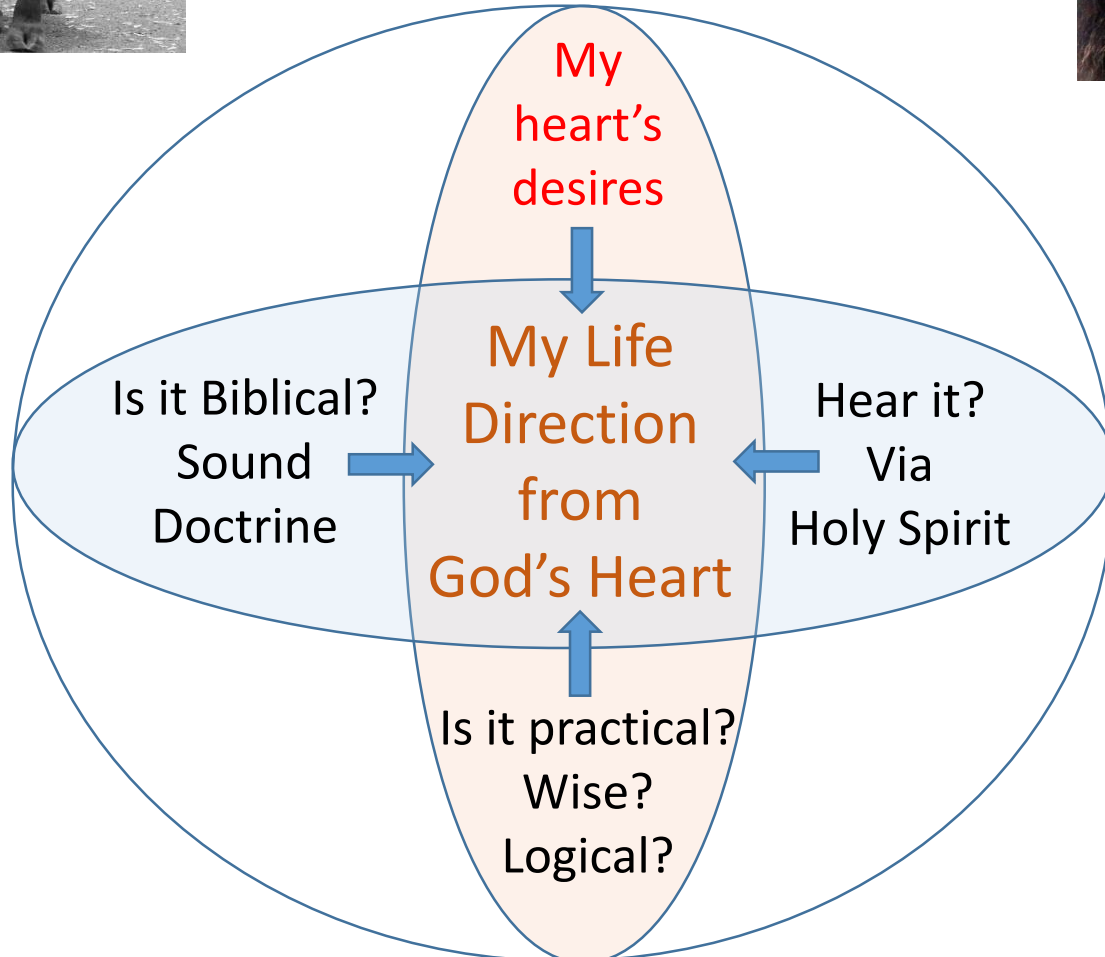 My
heart's
desires
My Life
Direction
from
God's Heart
Is it Biblical?
Sound
Doctrine
Hear it?
Via
Holy Spirit
Is it practical?
Wise?
Logical?